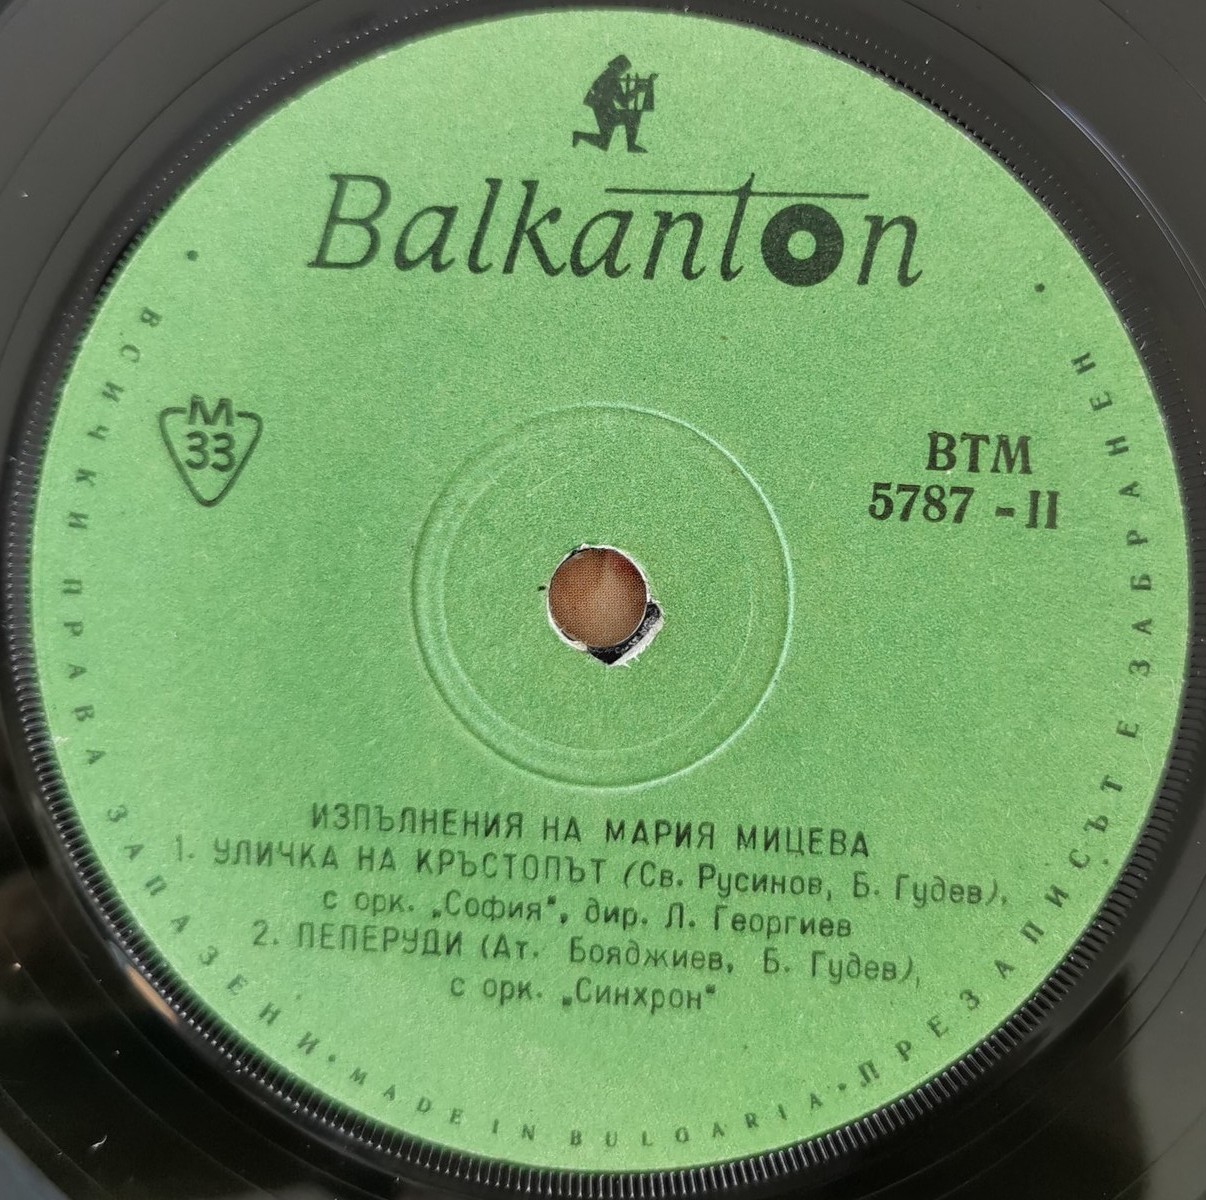 Balkanton
М
33
ВТМ
5787 - II
ИЗПЪЛНЕНИЯ НА МАРИЯ МИЦЕВА
1. УЛИЧКА НА КРЪСТОПЪТ (Св. Русинов, Б. Гудев),
с орк. „София“, дир. Л. Георгиев
2. ПЕПЕРУДИ (Ат. Бояджиев, Б. Гудев),
с орк. „Синхрон“
• ВСИЧКИ ПРАВА ЗАПАЗЕНИ • MADE IN BULGARIA • ПРЕЗАПИСЪТ Е ЗАБРАНЕН •